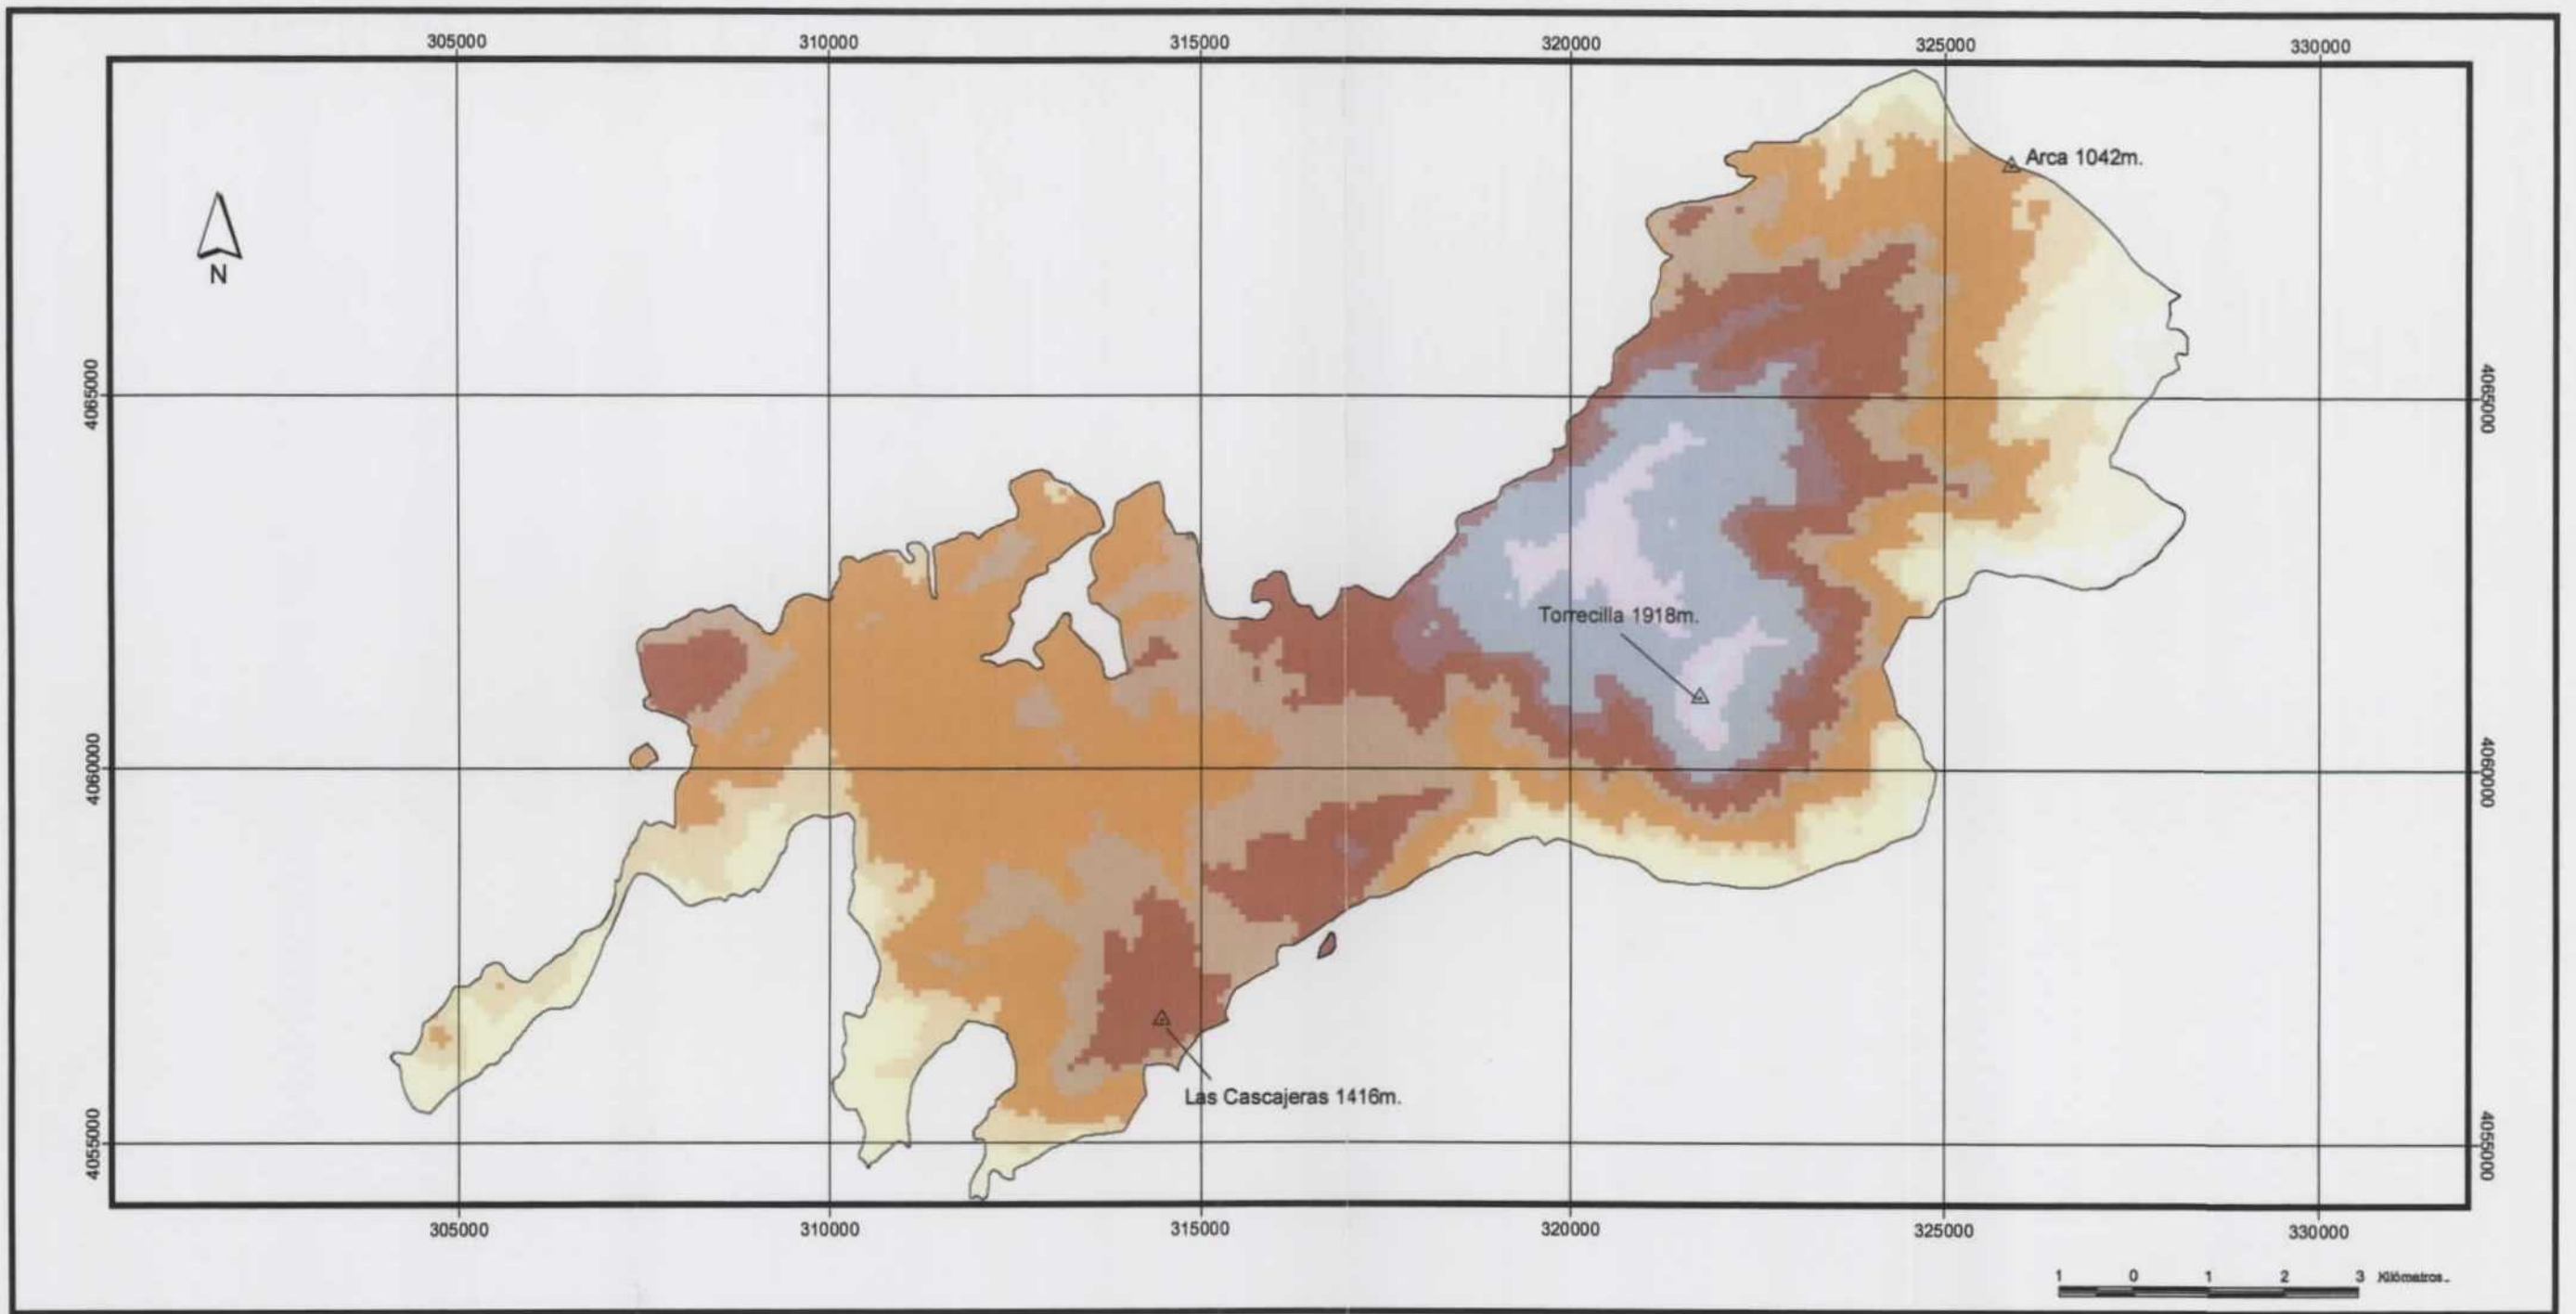 305000 310000 315000 320000 325000 330000
Arca 1042m.
N
4065000 4065000
Torrecilla 1918m.
4060000 4060000
Las Cascajeras 1416m.
4055000 4055000
305000 310000 315000 320000 325000 330000
1 0 1 2 3 Kilómetros.